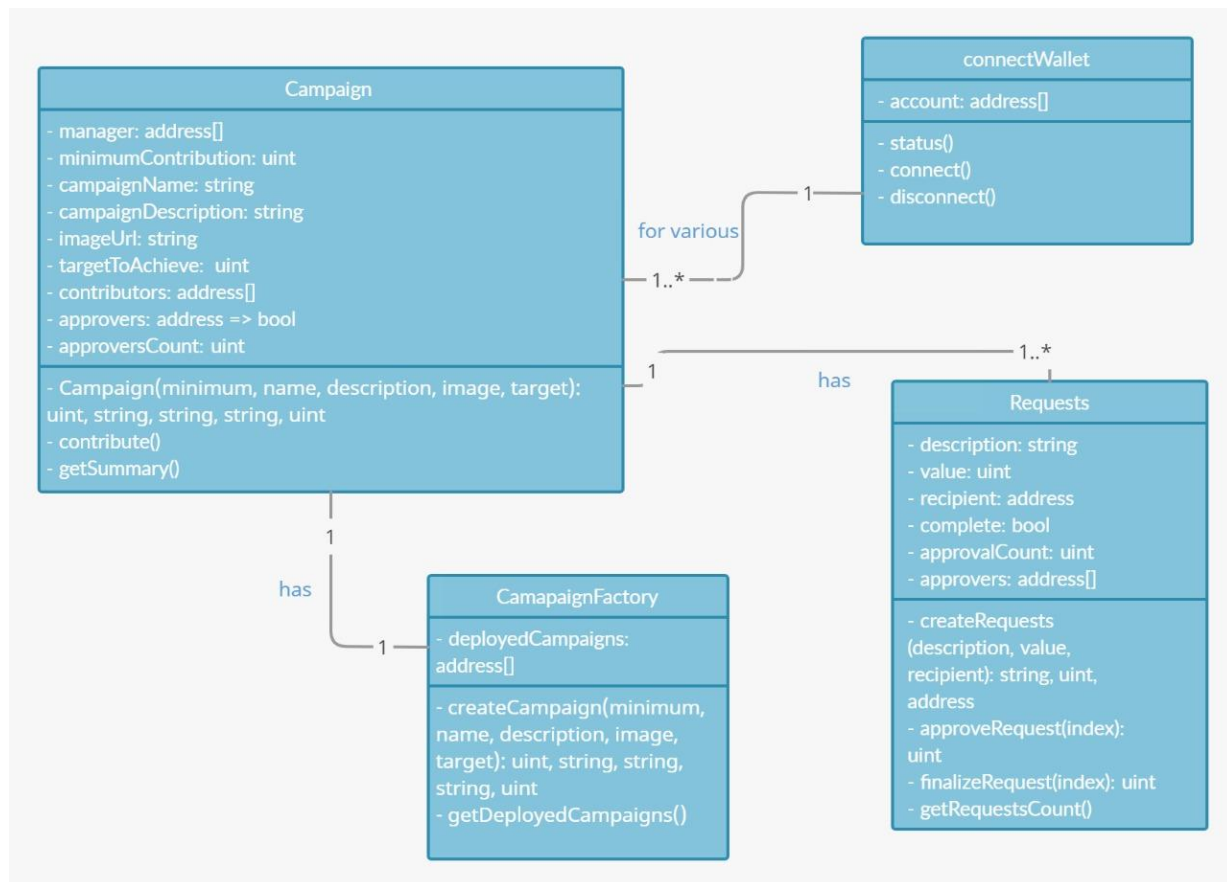 Campaign
- manager: address[]
- minimumContribution: uint
- campaignName: string
- campaignDescription: string
- imageUrl: string
- targetToAchieve:  uint
- contributors: address[]
- approvers: address => bool
- approversCount: uint
- Campaign(minimum, name, description, image, target):
uint, string, string, string, uint
- contribute()
- getSummary()
connectWallet
- account: address[]
- status()
- connect()
- disconnect()
1
for various
1..*
1
1..*
has
Requests
- description: string
- value: uint
- recipient: address
- complete: bool
- approvalCount: uint
- approvers: address[]
- createRequests
(description, value,
recipient): string, uint,
address
- approveRequest(index):
uint
- finalizeRequest(index): uint
- getRequestsCount()
1
has
1
CamapaignFactory
- deployedCampaigns:
address[]
- createCampaign(minimum,
name, description, image,
target): uint, string, string,
string, uint
- getDeployedCampaigns()